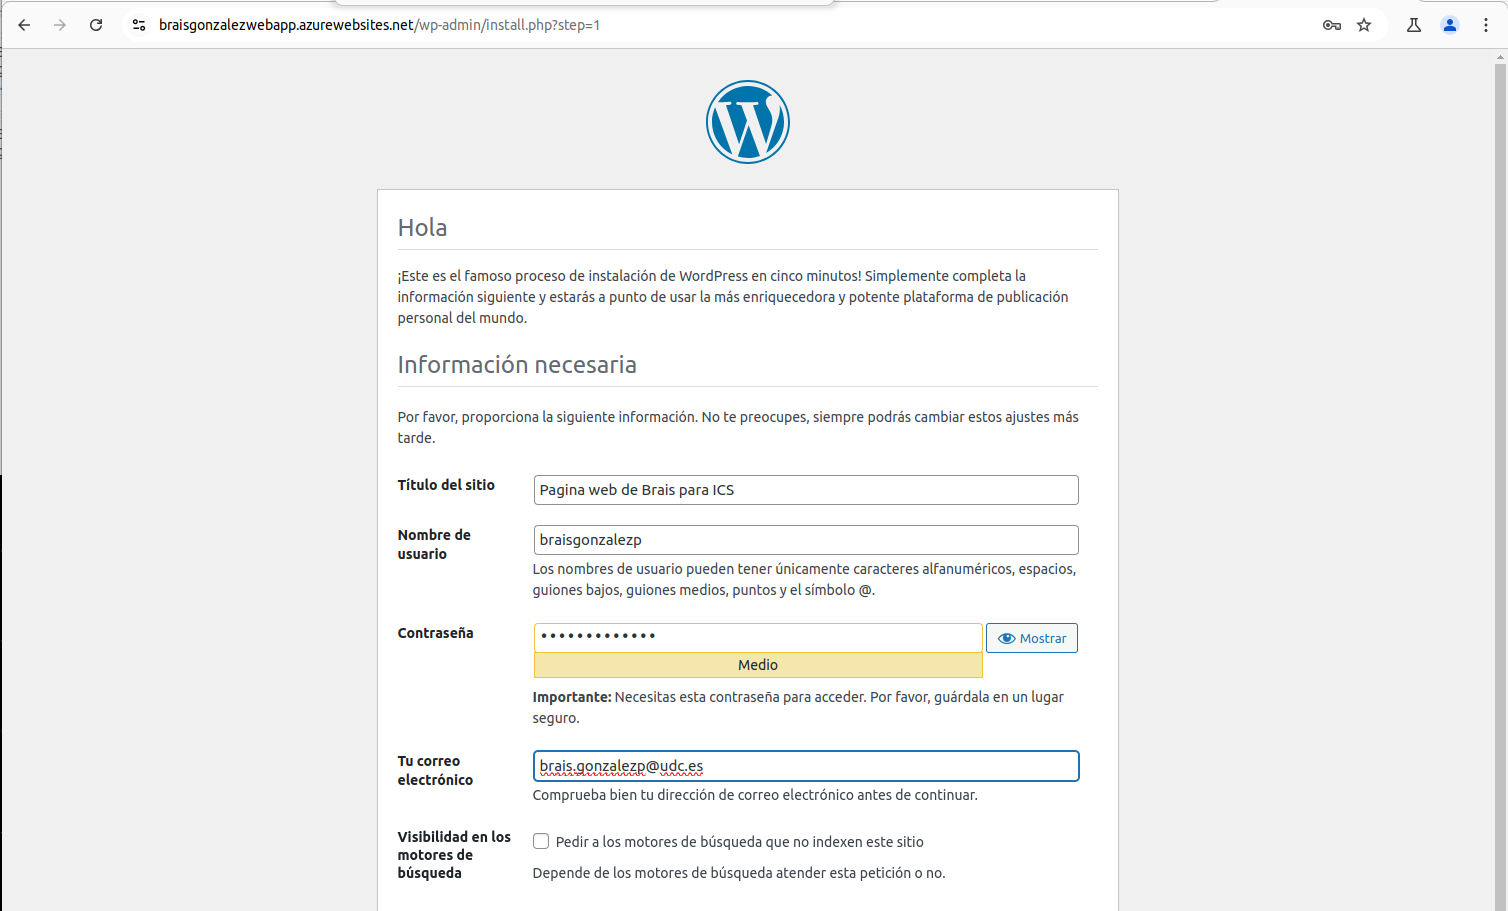 braisgonzalezwebapp.azurewebsites.net/wp-admin/install.php?step=1
Hola
¡Este es el famoso proceso de instalación de WordPress en cinco minutos! Simplemente completa la
información siguiente y estarás a punto de usar la más enriquecedora y potente plataforma de publicación
personal del mundo.
Información necesaria
Por favor, proporciona la siguiente información. No te preocupes, siempre podrás cambiar estos ajustes más
tarde.
Título del sitio
Pagina web de Brais para ICS
Nombre de
usuario
braisgonzalezp
Los nombres de usuario pueden tener únicamente caracteres alfanuméricos, espacios,
guiones bajos, guiones medios, puntos y el símbolo @.
Contraseña
•••••••••••••
Mostrar
Medio
Importante: Necesitas esta contraseña para acceder. Por favor, guárdala en un lugar
seguro.
Tu correo
electrónico
brais.gonzalezp@udc.es
Comprueba bien tu dirección de correo electrónico antes de continuar.
Visibilidad en los
motores de
búsqueda
Pedir a los motores de búsqueda que no indexen este sitio
Depende de los motores de búsqueda atender esta petición o no.